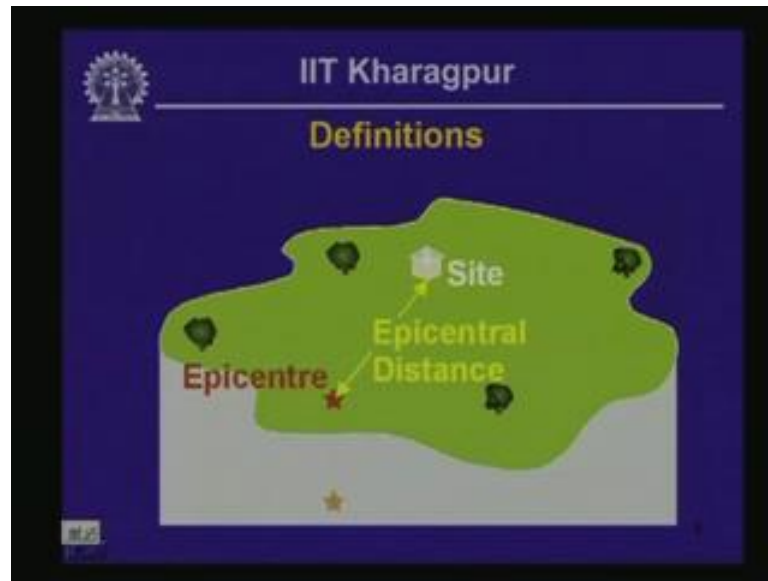 IIT Kharagpur
Definitions
Site
Epicentral
Distance
Epicentre